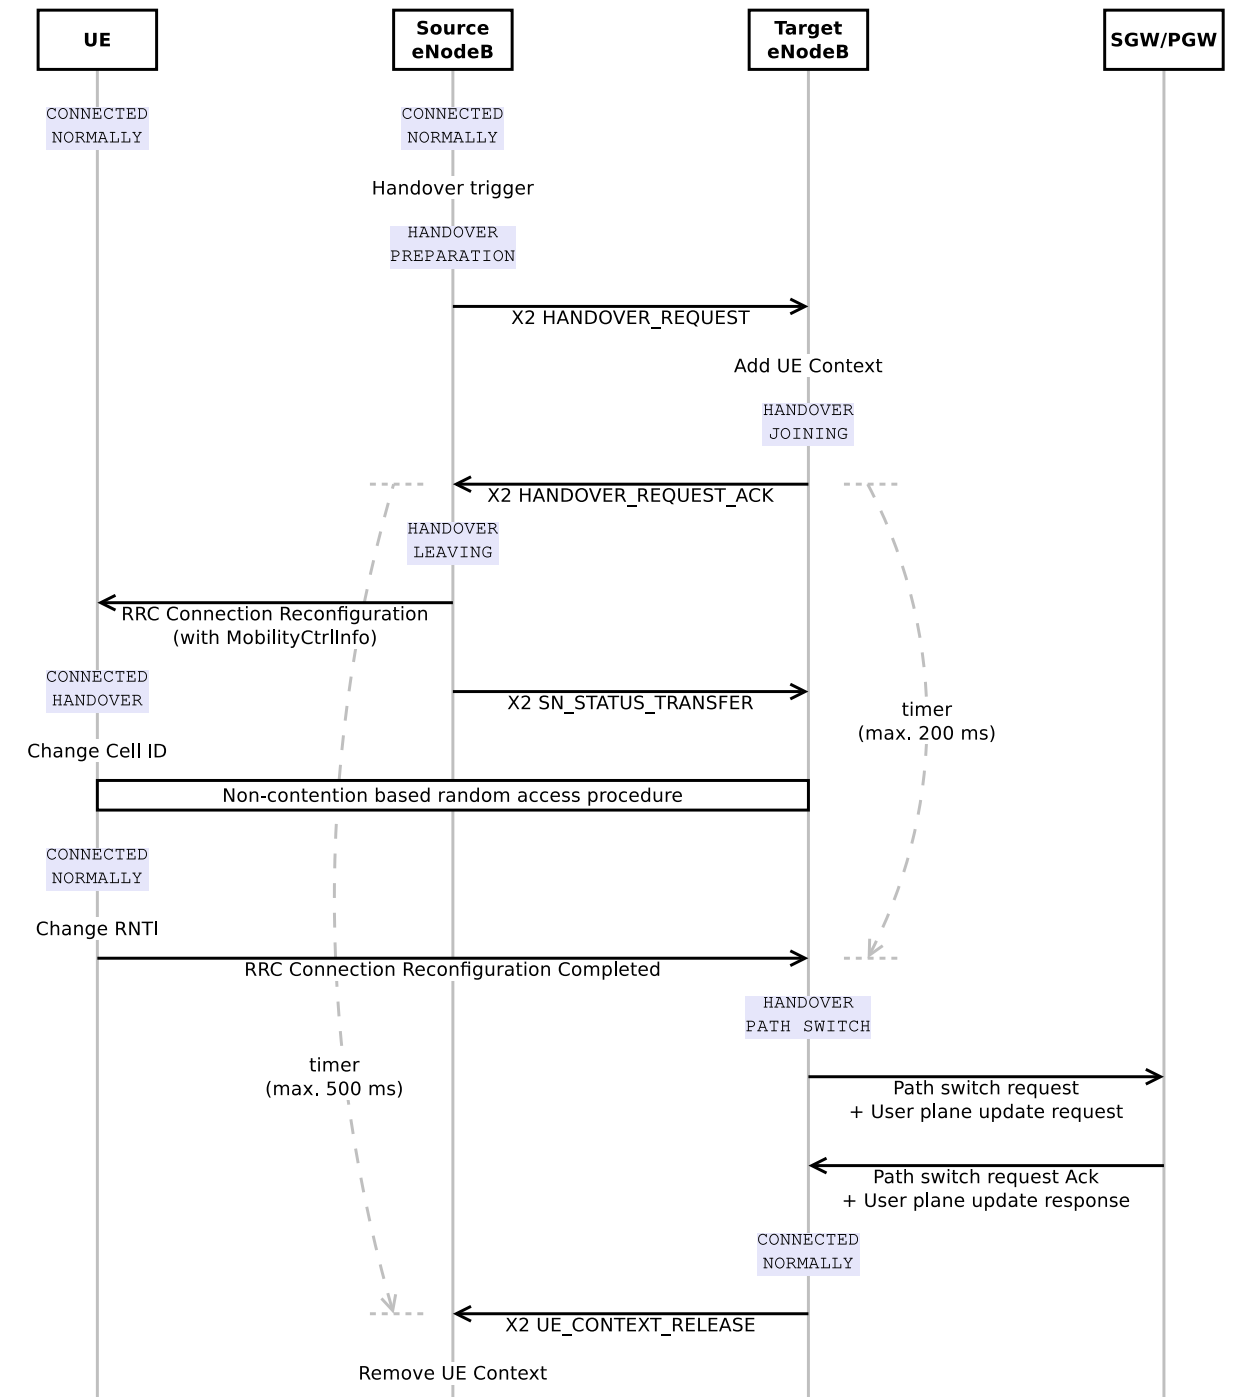 UE
Source
eNodeB
Target
eNodeB
SGW/PGW
CONNECTED
NORMALLY
CONNECTED
NORMALLY
Handover trigger
HANDOVER
PREPARATION
X2 HANDOVER_REQUEST
Add UE Context
HANDOVER
JOINING
X2 HANDOVER_REQUEST_ACK
HANDOVER
LEAVING
RRC Connection Reconfiguration
(with MobilityCtrlInfo)
CONNECTED
HANDOVER
X2 SN_STATUS_TRANSFER
timer
(max. 200 ms)
Change Cell ID
Non-contention based random access procedure
CONNECTED
NORMALLY
Change RNTI
RRC Connection Reconfiguration Completed
HANDOVER
PATH SWITCH
timer
(max. 500 ms)
Path switch request
+ User plane update request
Path switch request Ack
+ User plane update response
CONNECTED
NORMALLY
X2 UE_CONTEXT_RELEASE
Remove UE Context